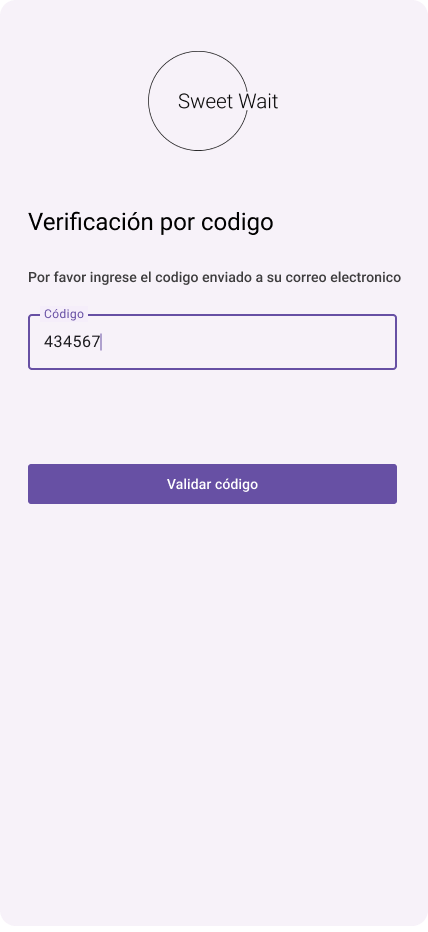 Sweet Wait
Verificación por codigo
Por favor ingrese el codigo enviado a su correo electronico
Código
434567
Validar código